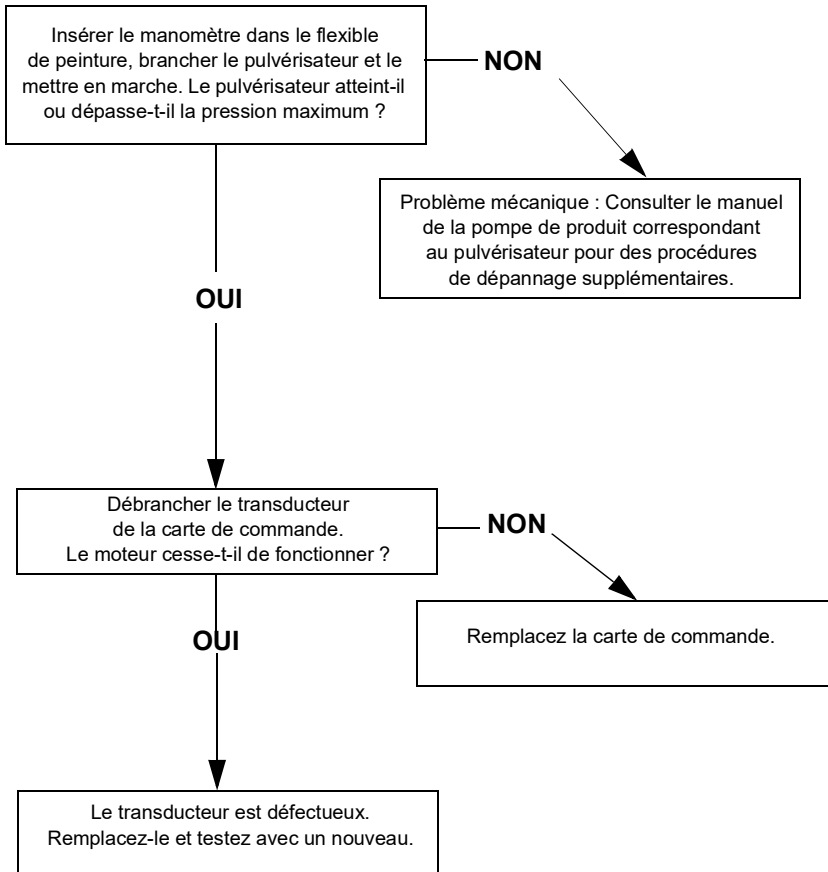 Insérer le manomètre dans le flexible
de peinture, brancher le pulvérisateur et le
mettre en marche. Le pulvérisateur atteint-il
ou dépasse-t-il la pression maximum ?
NON
Problème mécanique : Consulter le manuel
de la pompe de produit correspondant
au pulvérisateur pour des procédures
de dépannage supplémentaires.
OUI
Débrancher le transducteur
de la carte de commande.
Le moteur cesse-t-il de fonctionner ?
NON
Remplacez la carte de commande.
OUI
Le transducteur est défectueux.
Remplacez-le et testez avec un nouveau.